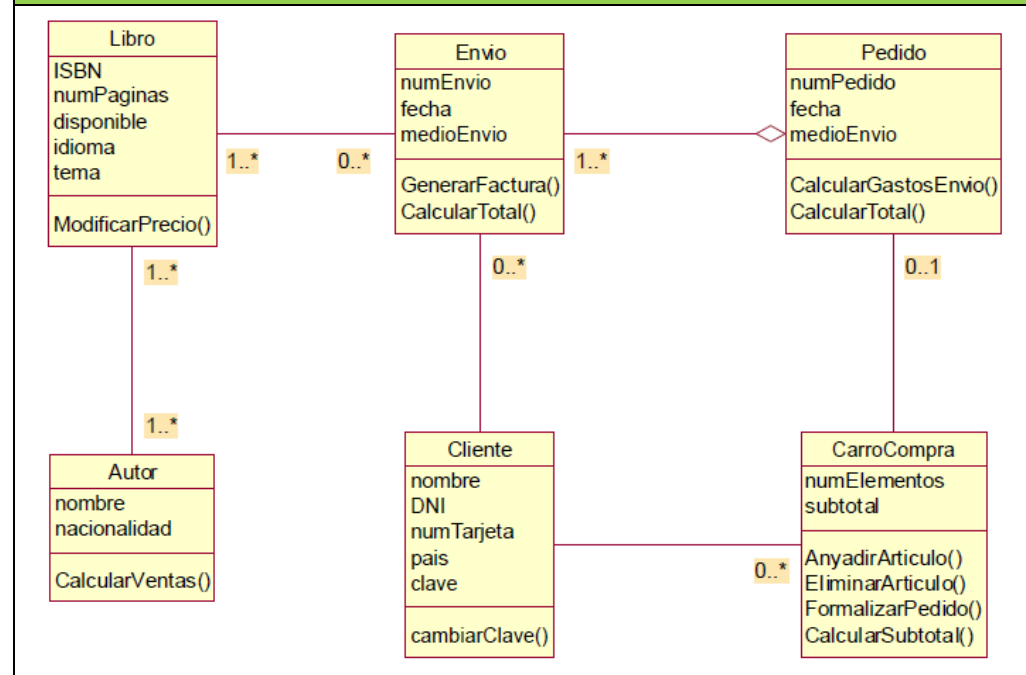 Libro
ISBN
numPaginas
disponible
idioma
tema
ModificarPrecio()
1..*
0..*
Envio
numEnvio
fecha
medioEnvio
GenerarFactura()
CalcularTotal()
1..*
Pedido
numPedido
fecha
medioEnvio
CalcularGastosEnvio()
CalcularTotal()
1..*
0..*
0..1
1..*
Autor
nombre
nacionalidad
CalcularVentas()
Cliente
nombre
DNI
numTarjeta
pais
clave
cambiarClave()
0..*
CarroCompra
numElementos
subtotal
AnyadirArticulo()
EliminarArticulo()
FormalizarPedido()
CalcularSubtotal()